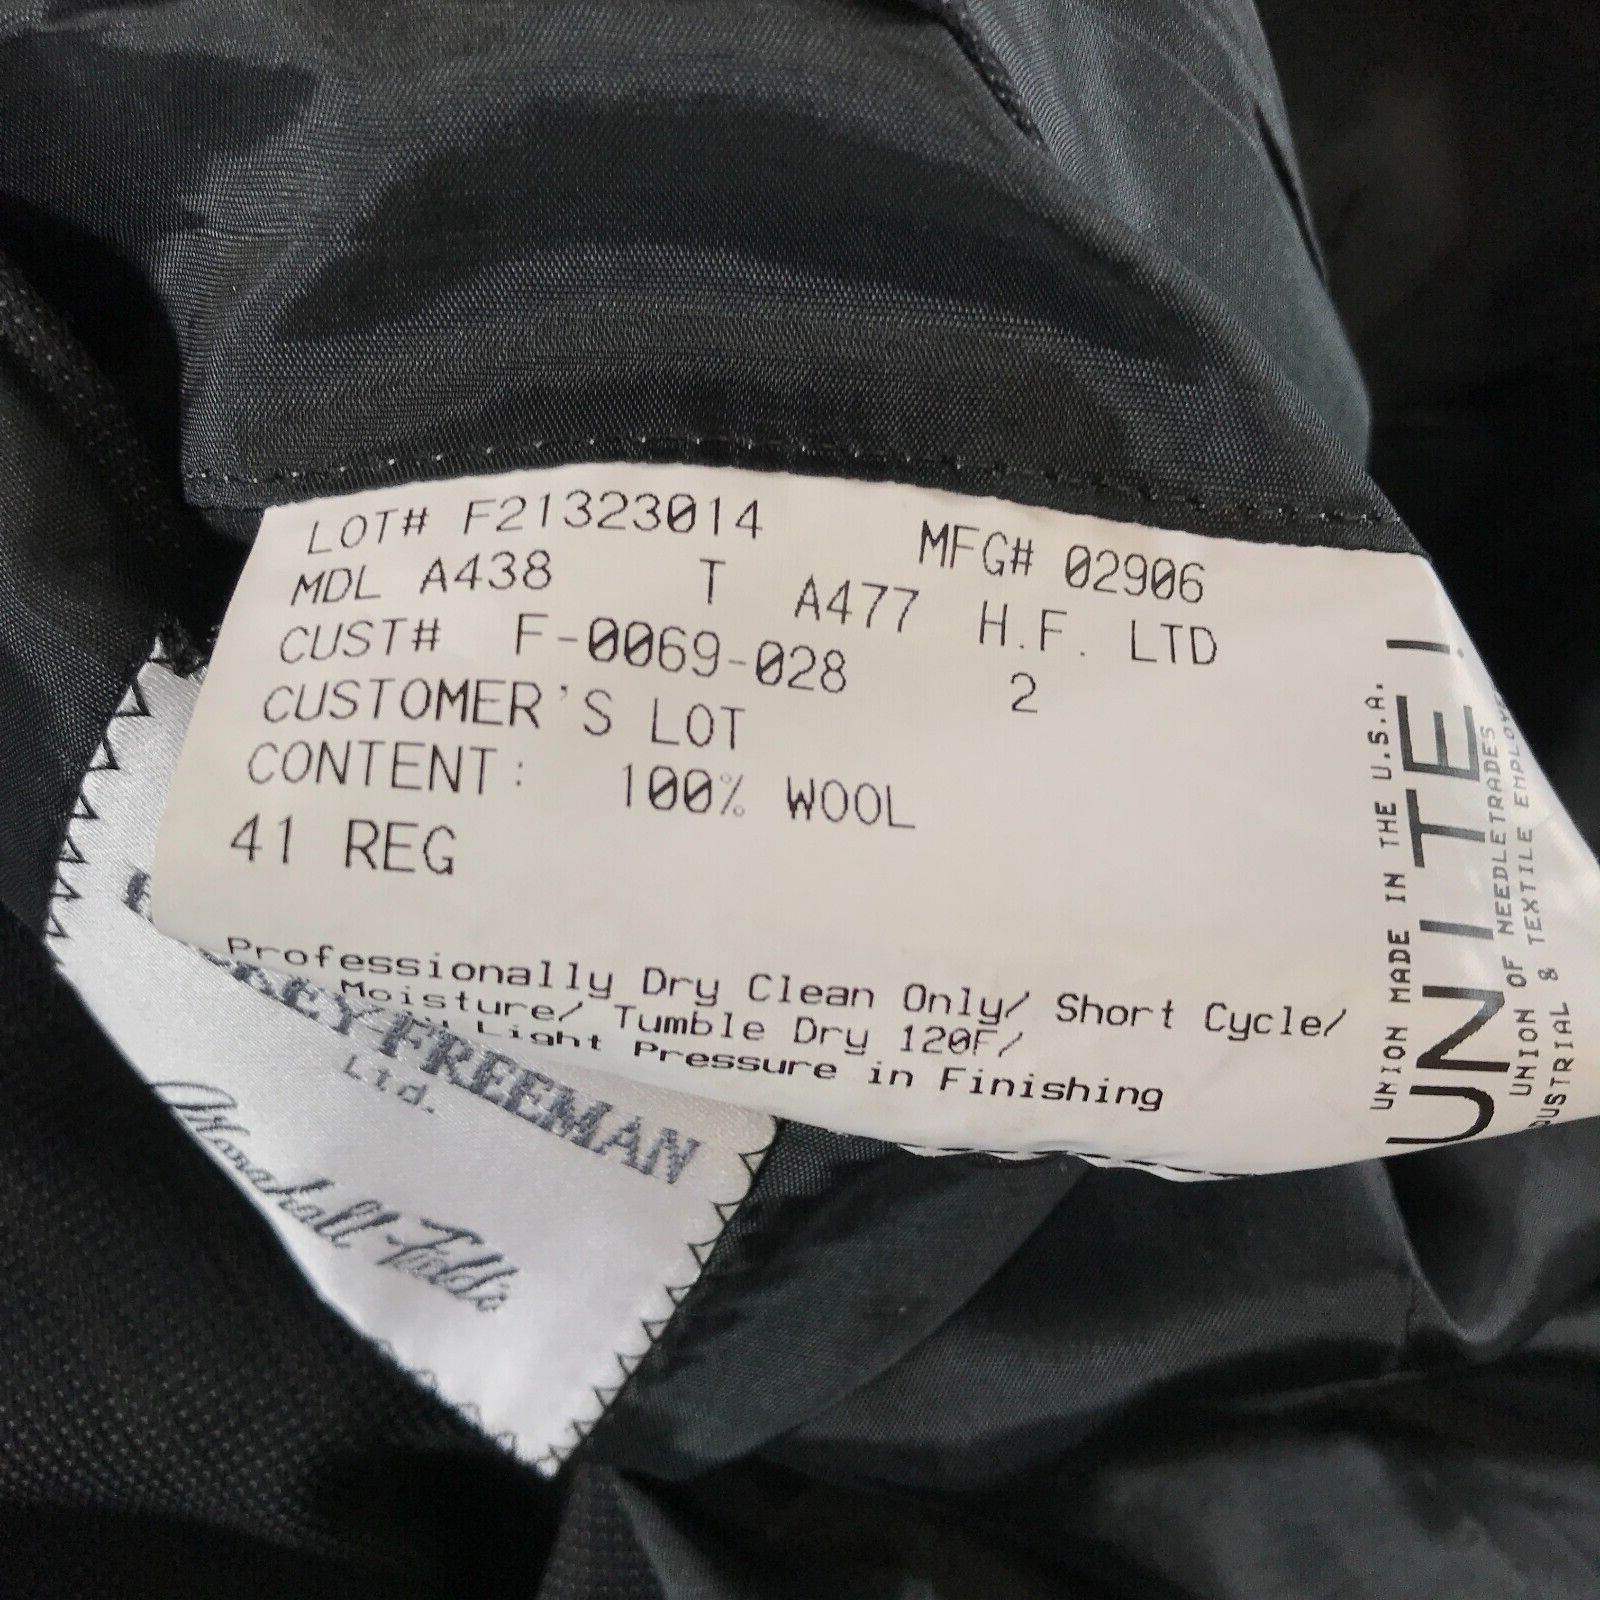 LOT# F21323014 MFG# 02906
MDL A438 T A477 H.F. LTD
CUST# F-0069-028 2
CUSTOMER'S LOT
CONTENT: 100% WOOL
41 REG
Professionally Dry Clean Only/ Short Cycle/
Moisture/ Tumble Dry 120F/
Light Pressure in Finishing
UNION MADE IN THE U.S.A.
UNITE!
UNION OF NEEDLETRADES
& TEXTILE
FREEMAN
Ltd.
Marshall Field's